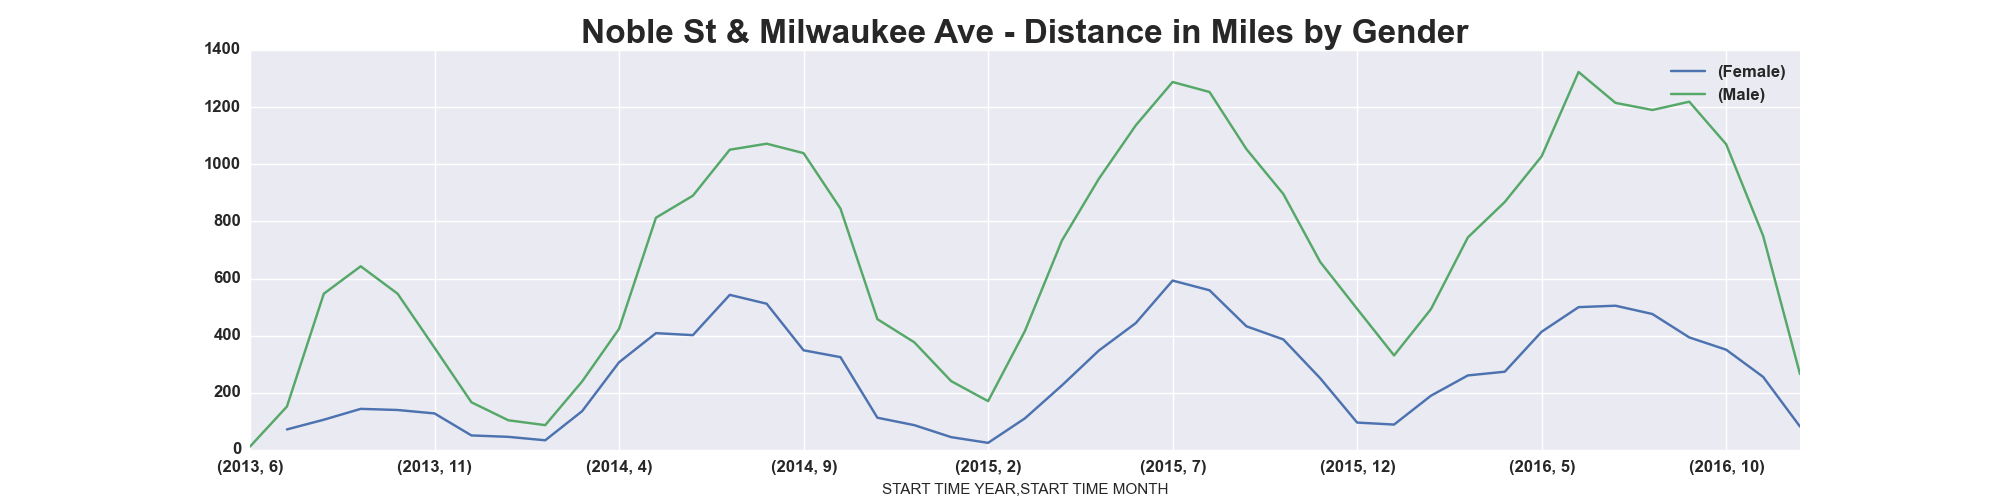 Noble St & Milwaukee Ave - Distance in Miles by Gender
1400
1200
1000
800
600
400
200
0
(Female)
(Male)
(2013, 6) (2013, 11) (2014, 4) (2014, 9) (2015, 2) (2015, 7) (2015, 12) (2016, 5) (2016, 10)
START TIME YEAR,START TIME MONTH